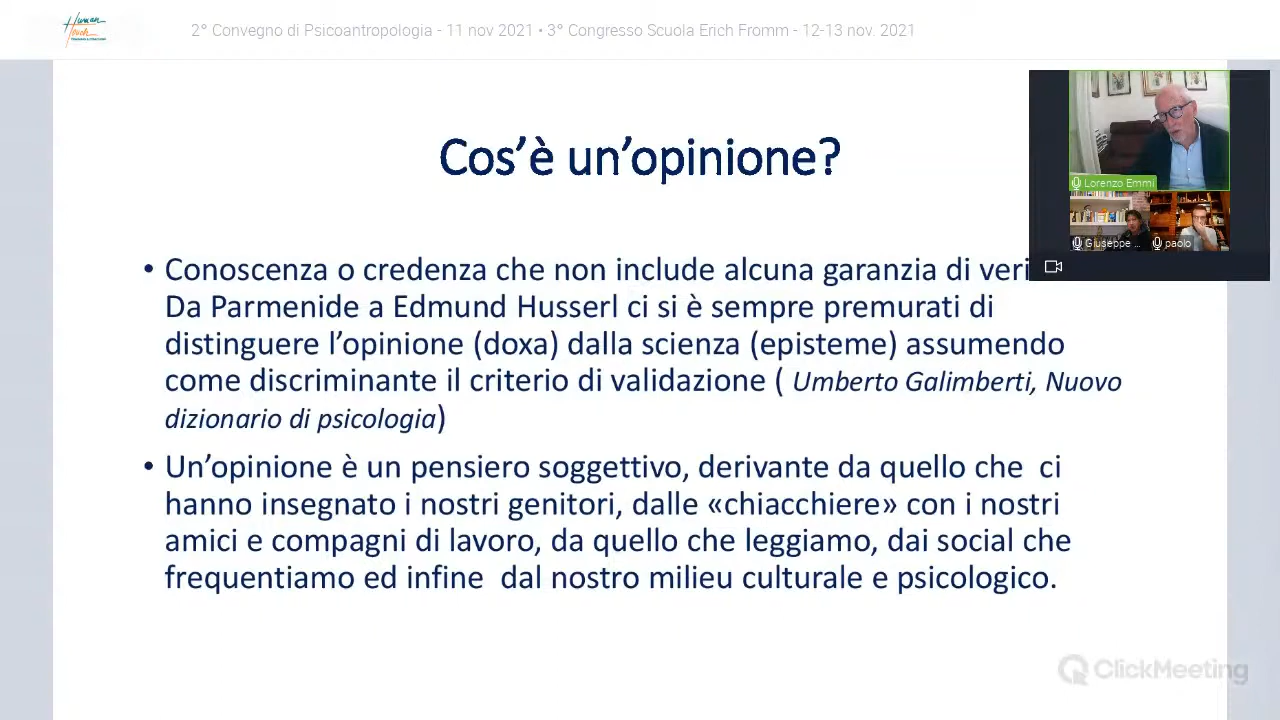 Human
Touch
2° Convegno di Psicoantropologia - 11 nov 2021 • 3° Congresso Scuola Erich Fromm - 12-13 nov. 2021
Cos’è un’opinione?
Lorenzo Emmi
Giuseppe ...
paolo
• Conoscenza o credenza che non include alcuna garanzia di veri
Da Parmenide a Edmund Husserl ci si è sempre premurati di
distinguere l’opinione (doxa) dalla scienza (episteme) assumendo
come discriminante il criterio di validazione ( Umberto Galimberti, Nuovo
dizionario di psicologia)
• Un’opinione è un pensiero soggettivo, derivante da quello che  ci
hanno insegnato i nostri genitori, dalle «chiacchiere» con i nostri
amici e compagni di lavoro, da quello che leggiamo, dai social che
frequentiamo ed infine  dal nostro milieu culturale e psicologico.
ClickMeeting